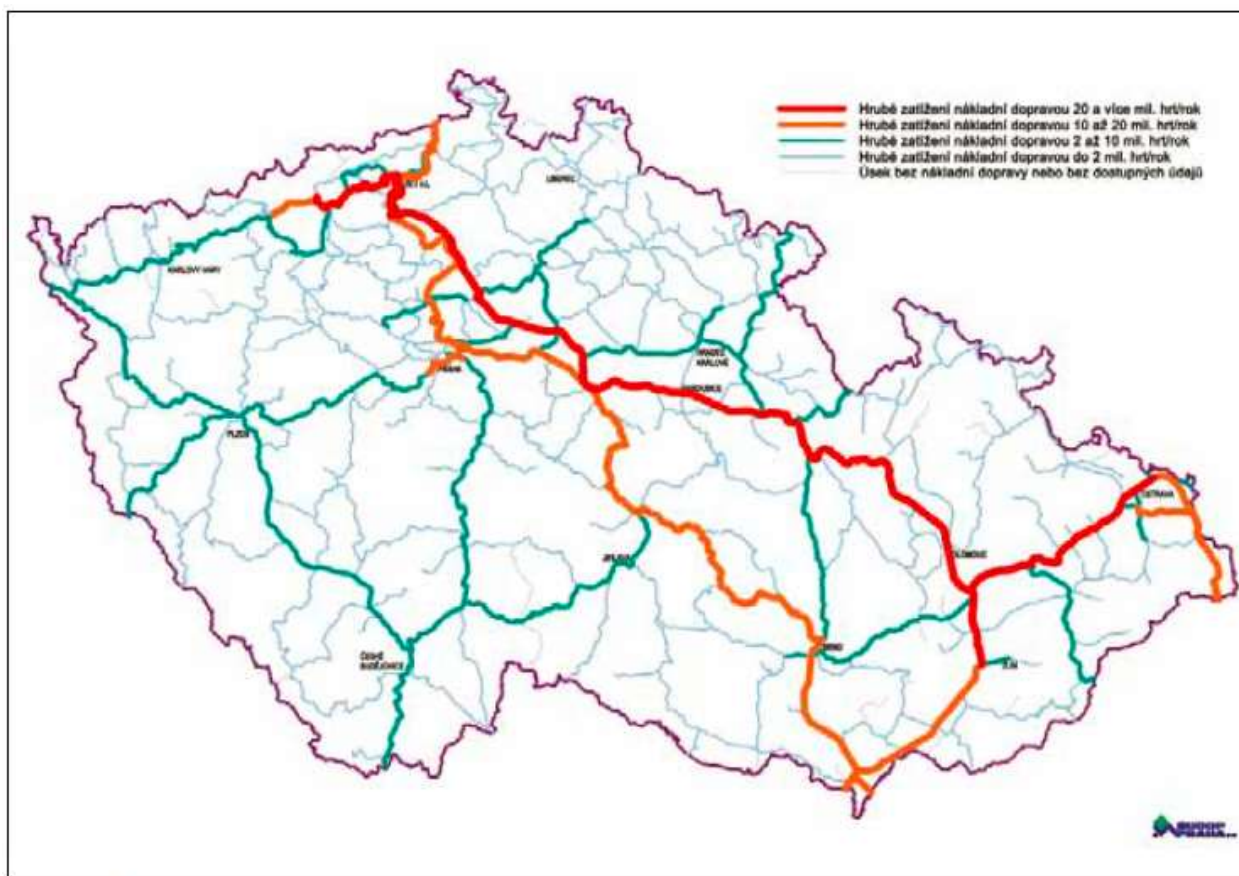 Hrubé zatížení nákladní dopravou 20 a více mil. hrt/rok
Hrubé zatížení nákladní dopravou 10 až 20 mil. hrt/rok
Hrubé zatížení nákladní dopravou 2 až 10 mil. hrt/rok
Hrubé zatížení nákladní dopravou do 2 mil. hrt/rok
Úsek bez nákladní dopravy nebo bez dostupných údajů
LIBEREC
KARLOVY VARY
HRADEC
KRÁLOVÉ
PARDUBICE
PRAHA
PLZEŇ
OSTRAVA
OLOMOUC
JIHLAVA
BRNO
ZLÍN
ČESKÉ
BUDĚJOVICE
SUDOP
PRAHA